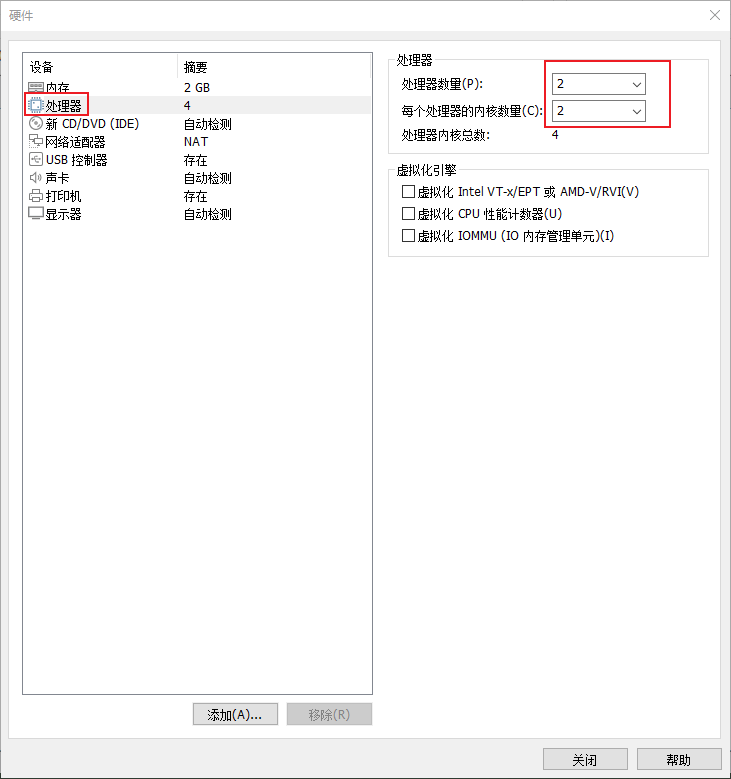 硬件
设备 摘要
内存 2 GB
处理器 4
新 CD/DVD (IDE) 自动检测
网络适配器 NAT
USB 控制器 存在
声卡 自动检测
打印机 存在
显示器 自动检测
添加(A)... 移除(R)
处理器
处理器数量(P): 2
每个处理器的内核数量(C): 2
处理器内核总数: 4
虚拟化引擎
虚拟化 Intel VT-x/EPT 或 AMD-V/RVI(V)
虚拟化 CPU 性能计数器(U)
虚拟化 IOMMU (IO 内存管理单元)(I)
关闭 帮助